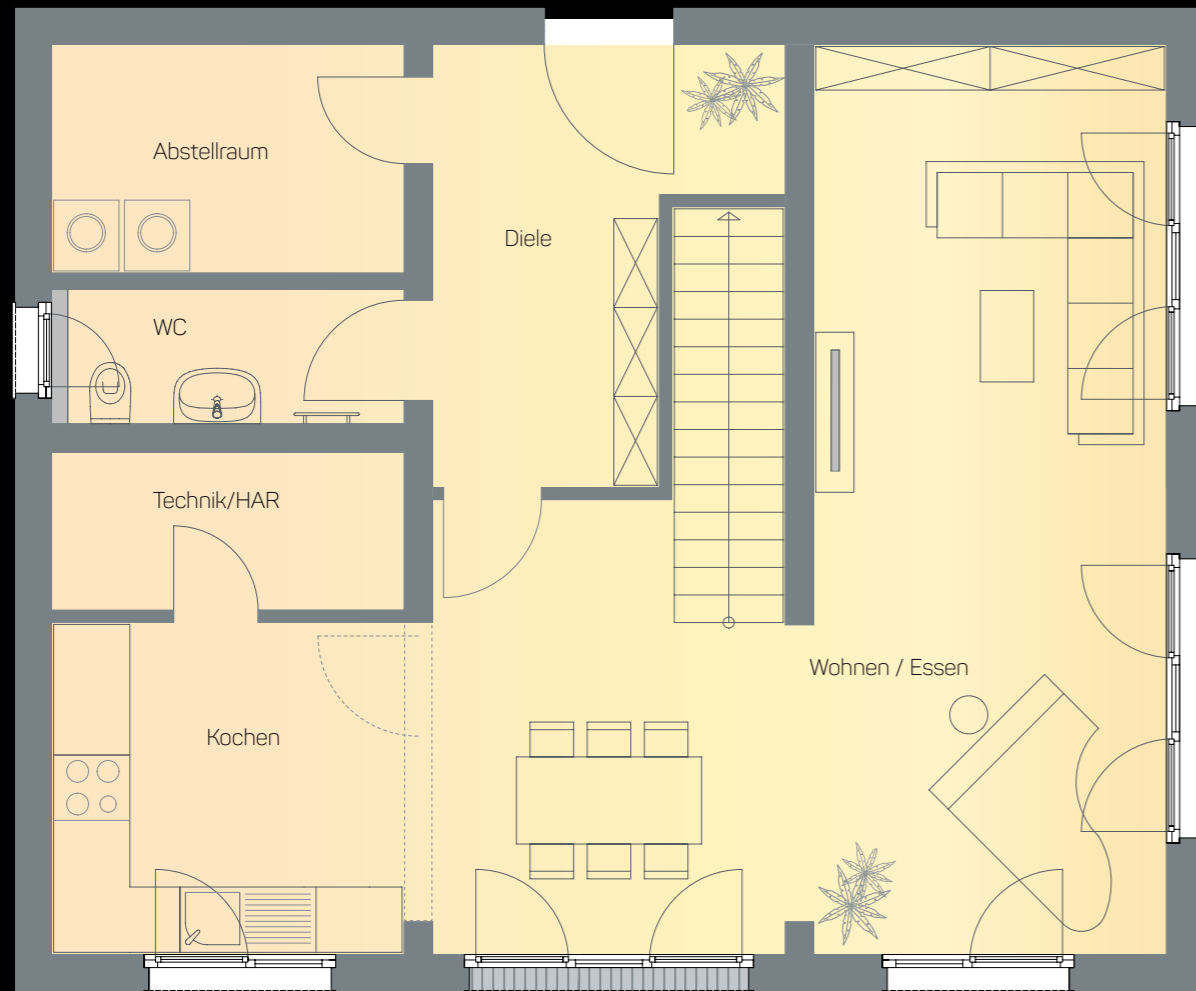 Abstellraum
Diele
WC
Technik/HAR
Wohnen / Essen
Kochen